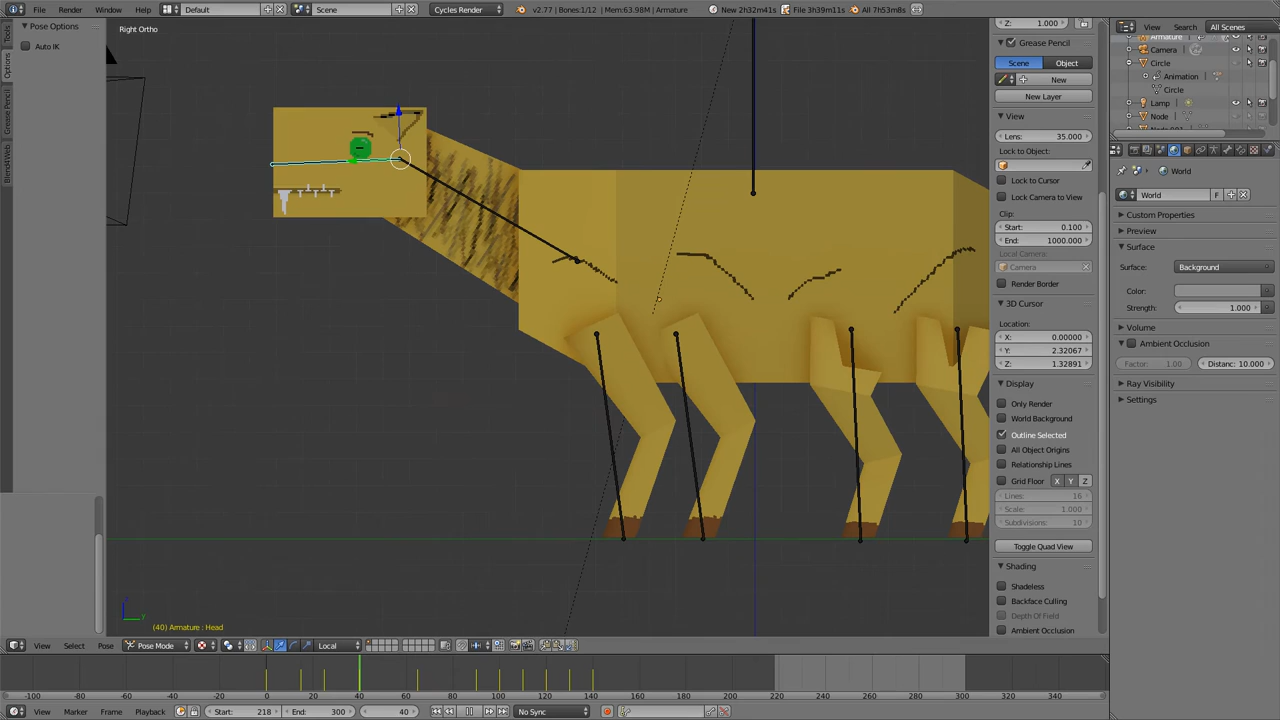 File Render Window Help Default Scene Cycles Render v2.77 | Bones:1/12 | Mem:63.98M | Armature New 2h32m41s File 3h39m11s All 7h53m8s
View Search All Scenes
Pose Options
Auto IK
Tools
Options
Grease Pencil
Blend4Web
Right Ortho
(40) Armature : Head
Z: 1.000
Grease Pencil
Scene Object
New
New Layer
View
Lens: 35.000
Lock to Object:
Lock to Cursor
Lock Camera to View
Clip:
Start: 0.100
End: 1000.000
Local Camera:
Camera
Render Border
3D Cursor
Location:
X: 0.00000
Y: 2.32067
Z: 1.32891
Display
Only Render
World Background
Outline Selected
All Object Origins
Relationship Lines
Grid Floor X Y Z
Lines: 16
Scale: 1.000
Subdivisions: 10
Toggle Quad View
Shading
Shadeless
Backface Culling
Depth Of Field
Ambient Occlusion
Armature
Camera
Circle
Animation
Circle
Lamp
Node
Node.001
World
World F
Custom Properties
Preview
Surface
Surface: Background
Color:
Strength: 1.000
Volume
Ambient Occlusion
Factor: 1.00 Distanc: 10.000
Ray Visibility
Settings
View Select Pose Pose Mode Local
-100 -80 -60 -40 -20 0 20 40 60 80 100 120 140 160 180 200 220 240 260 280 300 320 340
View Marker Frame Playback Start: 218 End: 300 40 No Sync